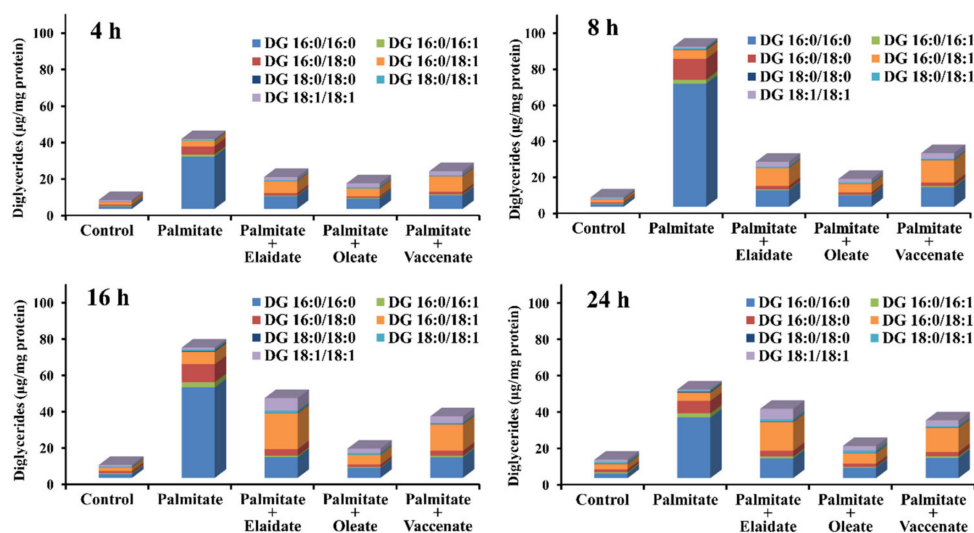 4 h
Diglycerides (µg/mg protein)
100
80
60
40
20
0
DG 16:0/16:0 DG 16:0/16:1
DG 16:0/18:0 DG 16:0/18:1
DG 18:0/18:0 DG 18:0/18:1
DG 18:1/18:1
Control Palmitate Palmitate Palmitate Palmitate
+ + +
Elaidate Oleate Vaccenate
8 h
Diglycerides (µg/mg protein)
100
80
60
40
20
0
DG 16:0/16:0 DG 16:0/16:1
DG 16:0/18:0 DG 16:0/18:1
DG 18:0/18:0 DG 18:0/18:1
DG 18:1/18:1
Control Palmitate Palmitate Palmitate Palmitate
+ + +
Elaidate Oleate Vaccenate
16 h
Diglycerides (µg/mg protein)
100
80
60
40
20
0
DG 16:0/16:0 DG 16:0/16:1
DG 16:0/18:0 DG 16:0/18:1
DG 18:0/18:0 DG 18:0/18:1
DG 18:1/18:1
Control Palmitate Palmitate Palmitate Palmitate
+ + +
Elaidate Oleate Vaccenate
24 h
Diglycerides (µg/mg protein)
100
80
60
40
20
0
DG 16:0/16:0 DG 16:0/16:1
DG 16:0/18:0 DG 16:0/18:1
DG 18:0/18:0 DG 18:0/18:1
DG 18:1/18:1
Control Palmitate Palmitate Palmitate Palmitate
+ + +
Elaidate Oleate Vaccenate